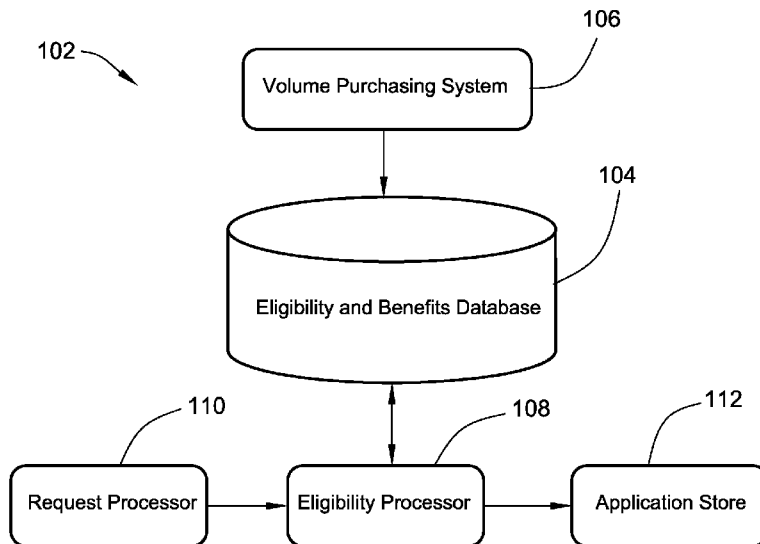 106
102
Volume Purchasing System
104
Eligibility and Benefits Database
110
108
112
Request Processor
Eligibility Processor
Application Store